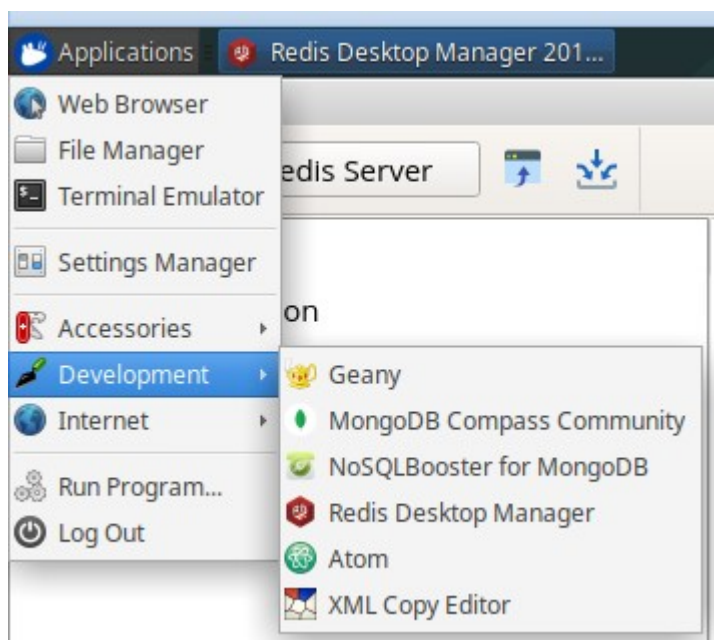 Applications
Redis Desktop Manager 201...
Web Browser
File Manager
edis Server
Terminal Emulator
Settings Manager
on
Accessories
Development
Geany
Internet
MongoDB Compass Community
NoSQLBooster for MongoDB
Run Program...
Redis Desktop Manager
Log Out
Atom
XML Copy Editor